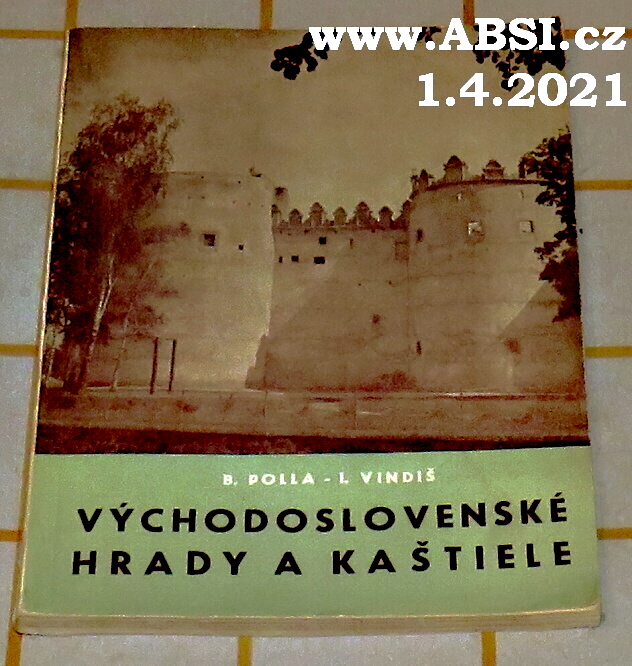 www.ABSI.cz
1.4.2021
B. POLLA - I. VINDIŠ
VÝCHODOSLOVENSKÉ
HRADY A KAŠTIELE